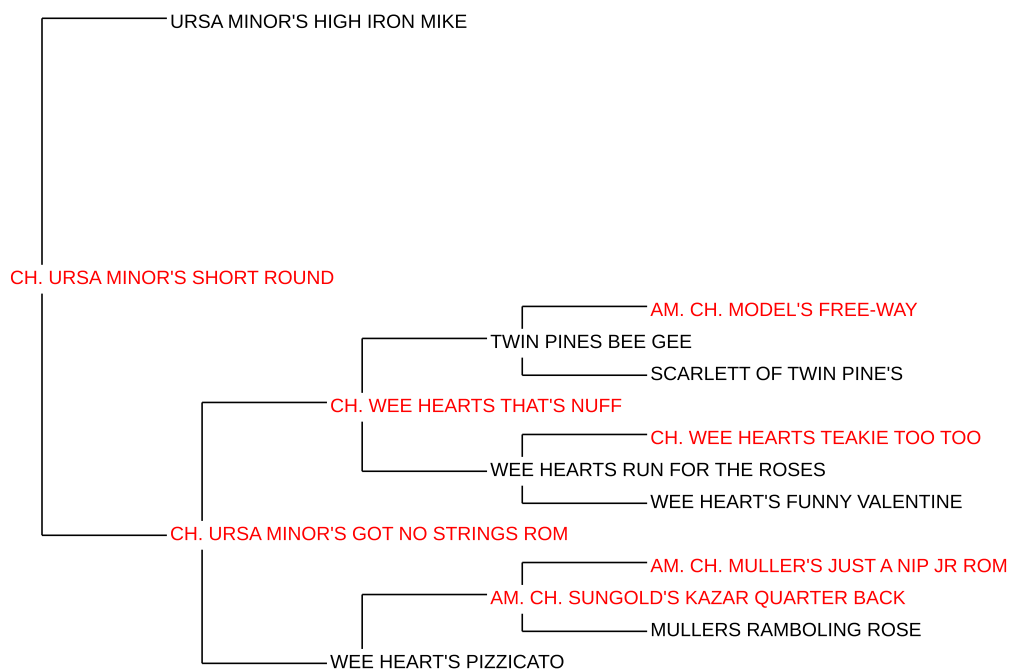 URSA MINOR'S HIGH IRON MIKE
CH. URSA MINOR'S SHORT ROUND
AM. CH. MODEL'S FREE-WAY
TWIN PINES BEE GEE
SCARLETT OF TWIN PINE'S
CH. WEE HEARTS THAT'S NUFF
CH. WEE HEARTS TEAKIE TOO TOO
WEE HEARTS RUN FOR THE ROSES
WEE HEART'S FUNNY VALENTINE
CH. URSA MINOR'S GOT NO STRINGS ROM
AM. CH. MULLER'S JUST A NIP JR ROM
AM. CH. SUNGOLD'S KAZAR QUARTER BACK
MULLERS RAMBOLING ROSE
WEE HEART'S PIZZICATO